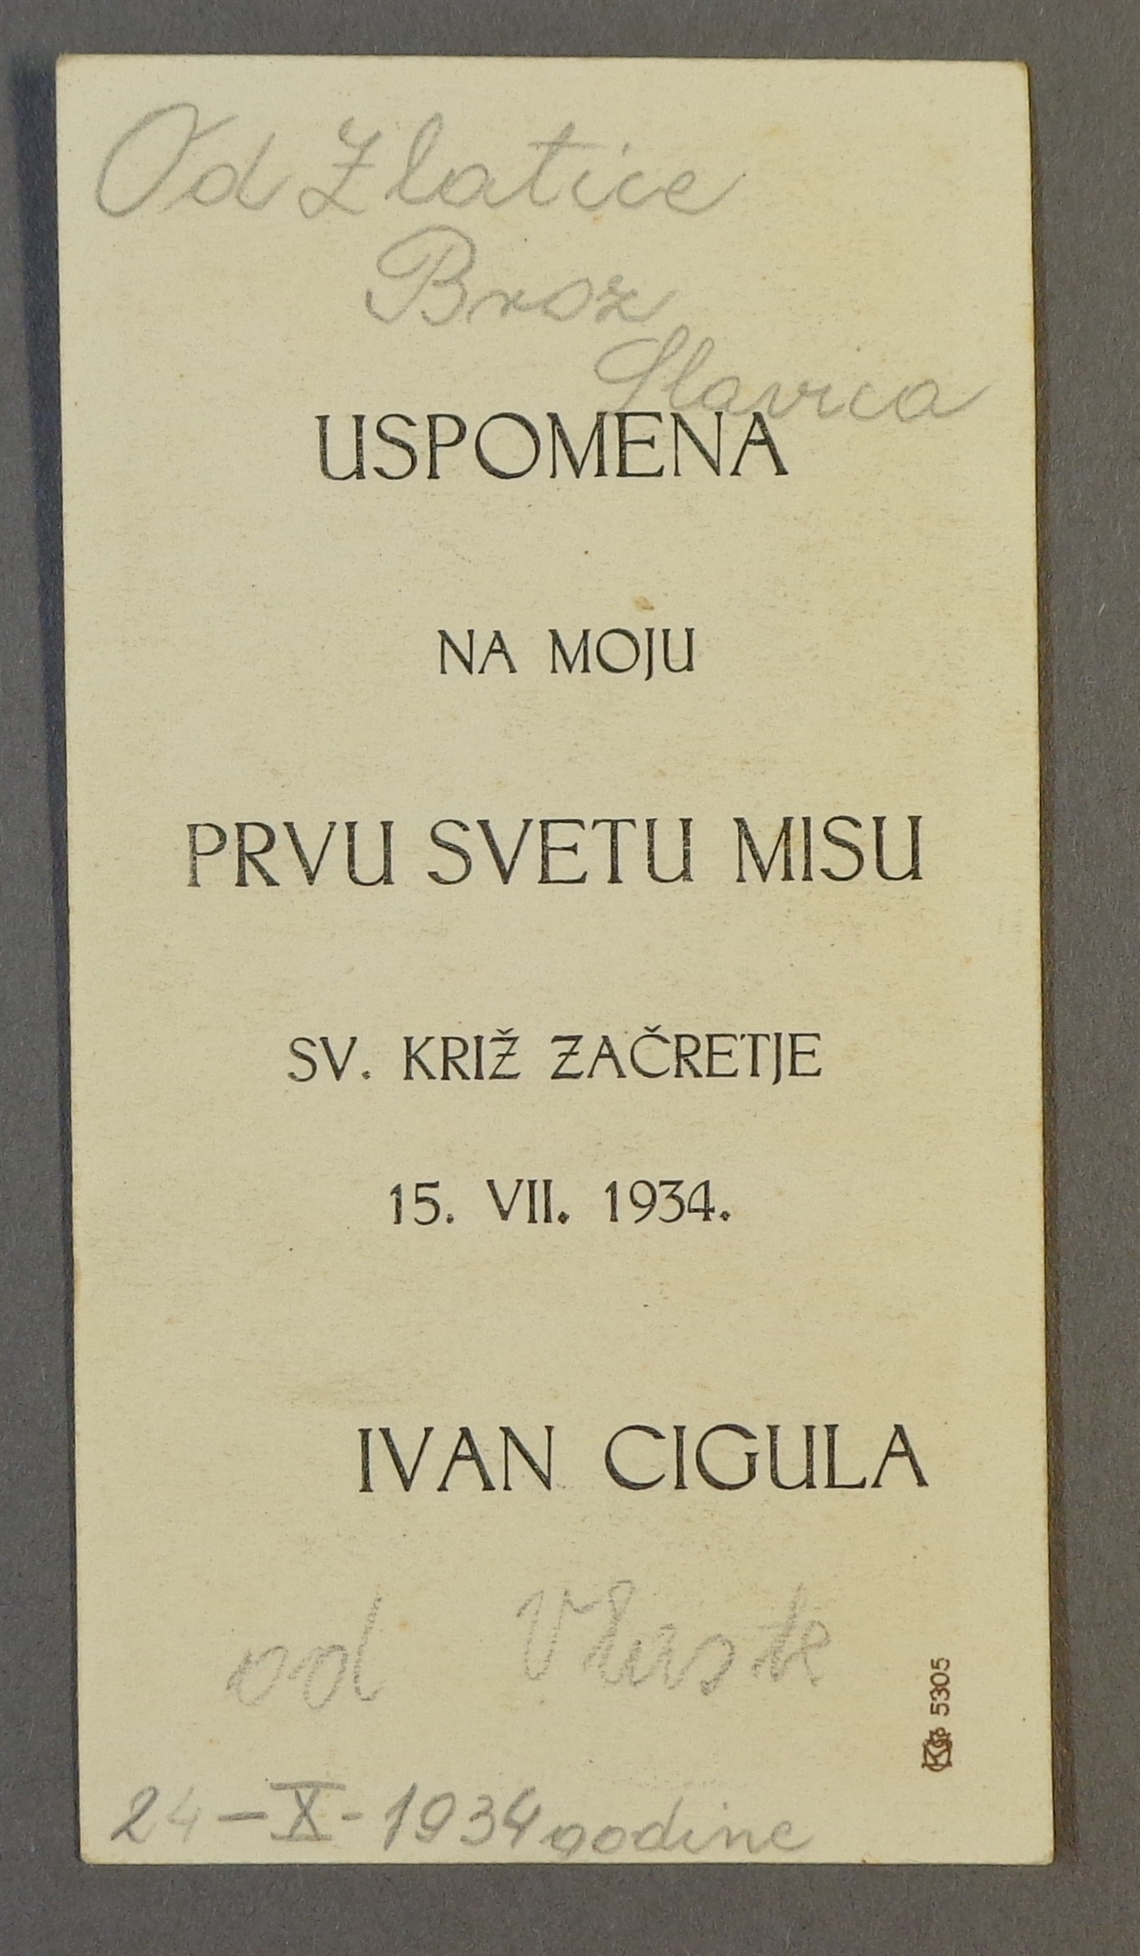 Od Zlatice
Broz
Slavica
USPOMENA
NA MOJU
PRVU SVETU MISU
SV. KRIŽ ZAČRETJE
15. VII. 1934.
IVAN CIGULA
od Vlaste
5305
24-X-1934 godine